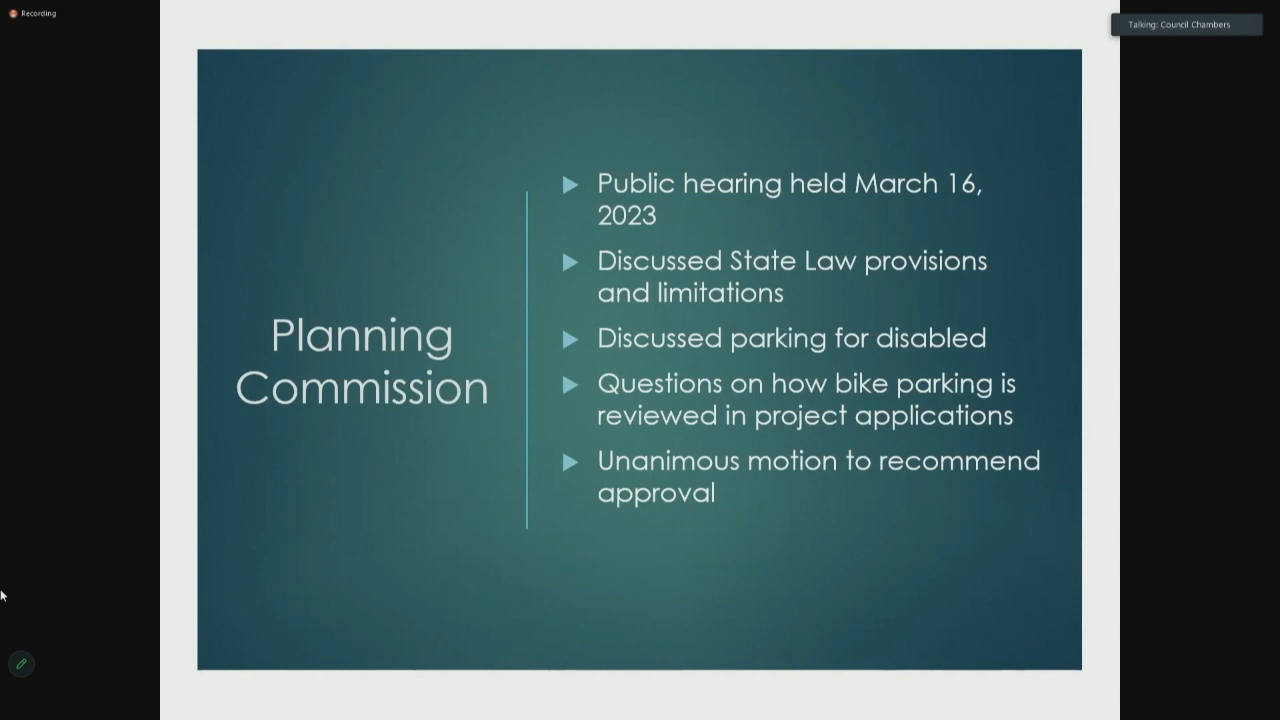 Recording
Talking: Council Chambers
Planning
Commission
Public hearing held March 16,
2023
Discussed State Law provisions
and limitations
Discussed parking for disabled
Questions on how bike parking is
reviewed in project applications
Unanimous motion to recommend
approval